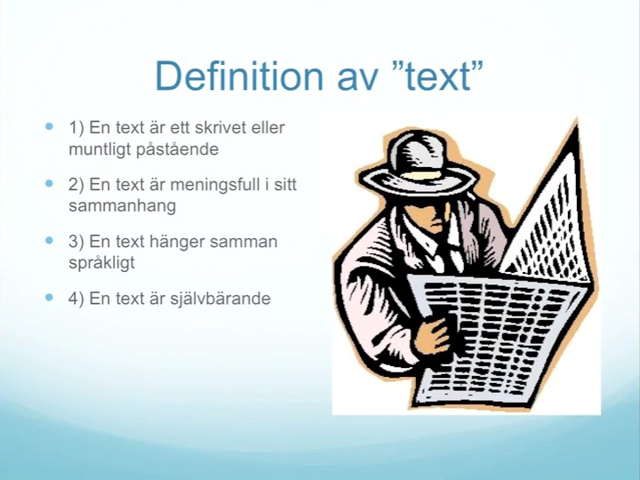 Definition av ”text”
1) En text är ett skrivet eller
muntligt påstående
2) En text är meningsfull i sitt
sammanhang
3) En text hänger samman
språkligt
4) En text är självbärande